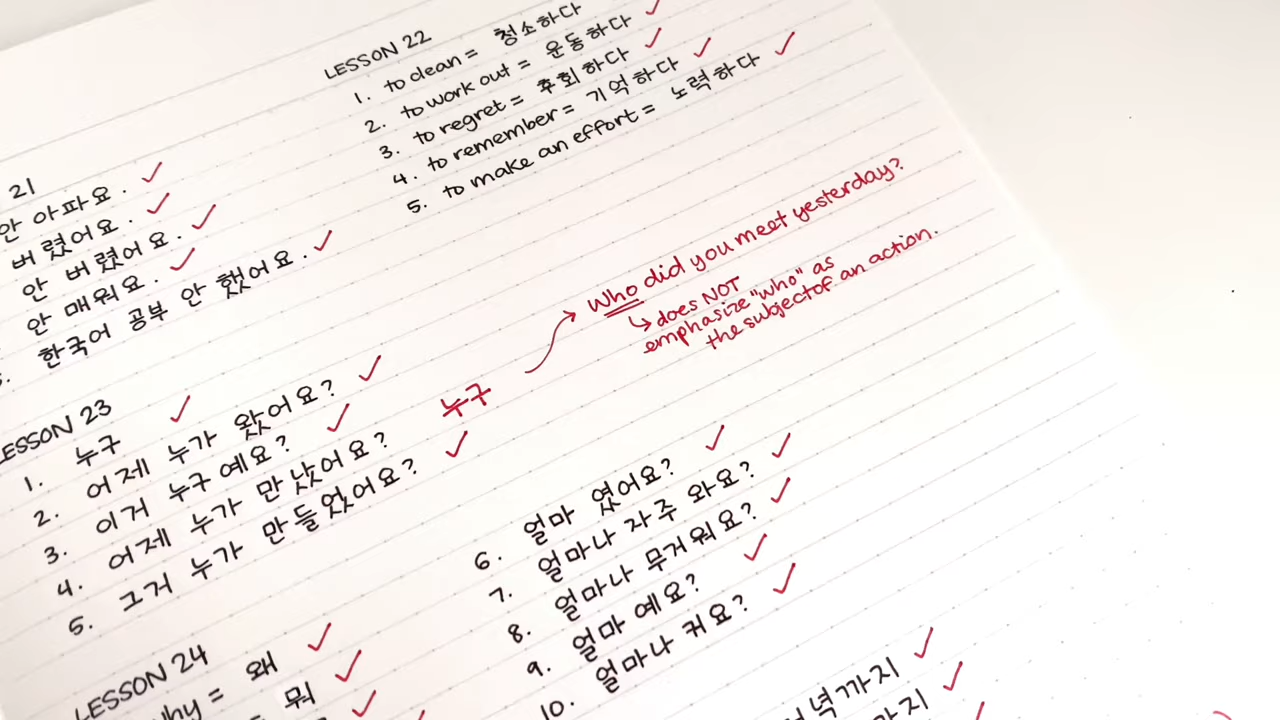 LESSON 22
1. to clean = 청소하다
2. to work out = 운동하다
3. to regret = 후회하다
4. to remember = 기억하다
5. to make an effort = 노력하다
21
안 아파요.
버렸어요.
안 버렸어요.
안 매워요.
한국어 공부 안 했어요.
LESSON 23
1. 누구
2. 어제 누가 왔어요?
3. 이거 누구 예요?
4. 어제 누가 만났어요?
누구
5. 그거 누가 만들었어요?
Who did you meet yesterday?
↳ does NOT
emphasize "who" as
the subject of an action.
6. 얼마 였어요?
7. 얼마나 자주 와요?
8. 얼마나 무거워요?
9. 얼마 예요?
10. 얼마나 커요?
LESSON 24
why = 왜
뭐
녁까지
까지